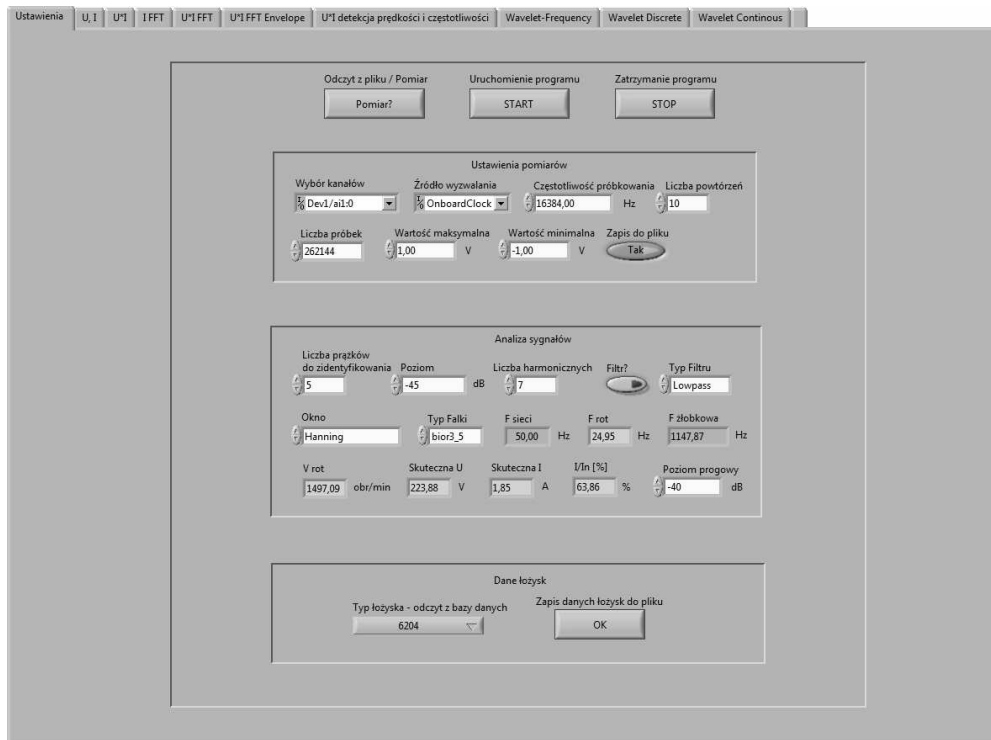 Ustawienia U, I U*I I FFT U*I FFT U*I FFT Envelope U*I detekcja prędkości i częstotliwości Wavelet-Frequency Wavelet Discrete Wavelet Continous
Odczyt z pliku / Pomiar Uruchomienie programu Zatrzymanie programu
Pomiar? START STOP
Ustawienia pomiarów
Wybór kanałów Źródło wyzwalania Częstotliwość próbkowania Liczba powtórzeń
Dev1/ai1:0 OnboardClock 16384,00 Hz 10
Liczba próbek Wartość maksymalna Wartość minimalna Zapis do pliku
262144 1,00 V -1,00 V Tak
Analiza sygnałów
Liczba prążków
do zidentyfikowania Poziom Liczba harmonicznych Filtr? Typ Filtru
5 -45 dB 7 Lowpass
Okno Typ Falki F sieci F rot F żłobkowa
Hanning bior3_5 50,00 Hz 24,95 Hz 1147,87 Hz
V rot Skuteczna U Skuteczna I I/In [%] Poziom progowy
1497,09 obr/min 223,88 V 1,85 A 63,86 % -40 dB
Dane łożysk
Typ łożyska - odczyt z bazy danych Zapis danych łożysk do pliku
6204 OK